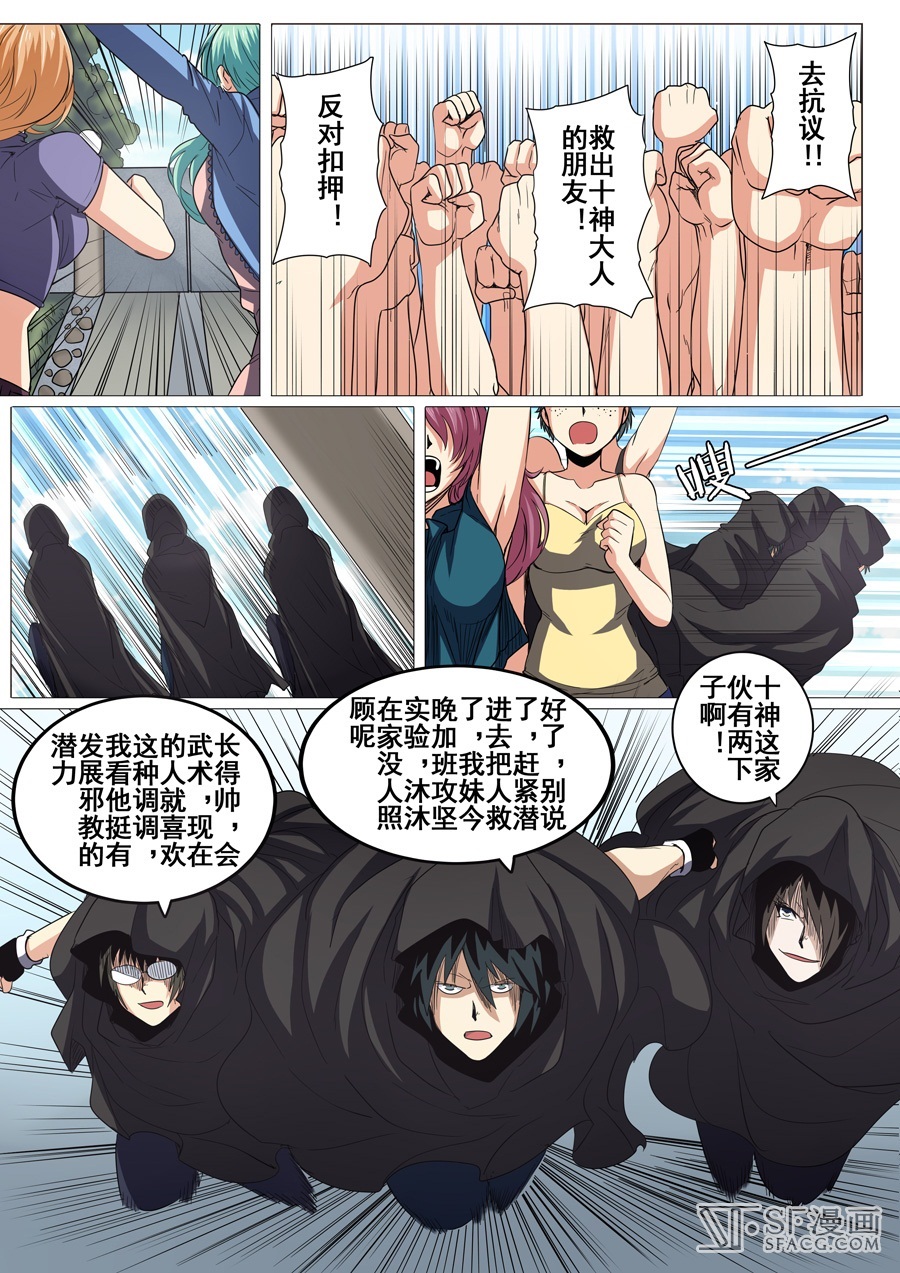 去抗议!!
救出十神大人
的朋友!
反对扣押!
嗖
十神这家
伙有两下
子啊!
好了，别说
了，赶紧潜
进去，把人救
了，我妹今
晚加班攻坚
实验，沐沐
在家没人照
顾呢
长得帅，会
武术，现在
的人就喜欢
这种调调，
我看他挺有
发展邪教的
潜力
SF漫画
SFACG.COM